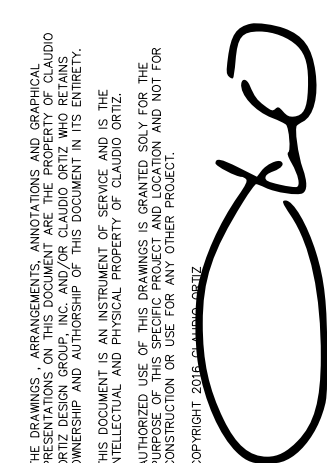 THE DRAWINGS , ARRANGEMENTS, ANNOTATIONS AND GRAPHICAL
PRESENTATIONS ON THIS DOCUMENT ARE THE PROPERTY OF CLAUDIO
ORTIZ DESIGN GROUP, INC. AND/OR CLAUDIO ORTIZ WHO RETAINS
OWNERSHIP AND AUTHORSHIP OF THIS DOCUMENT IN ITS ENTIRETY.
THIS DOCUMENT IS AN INSTRUMENT OF SERVICE AND IS THE
INTELLECTUAL AND PHYSICAL PROPERTY OF CLAUDIO ORTIZ.
AUTHORIZED USE OF THIS DRAWINGS IS GRANTED SOLY FOR THE
PURPOSE OF THIS SPECIFIC PROJECT AND LOCATION AND NOT FOR
CONSTRUCTION OR USE FOR ANY OTHER PROJECT.
COPYRIGHT 2016 CLAUDIO ORTIZ